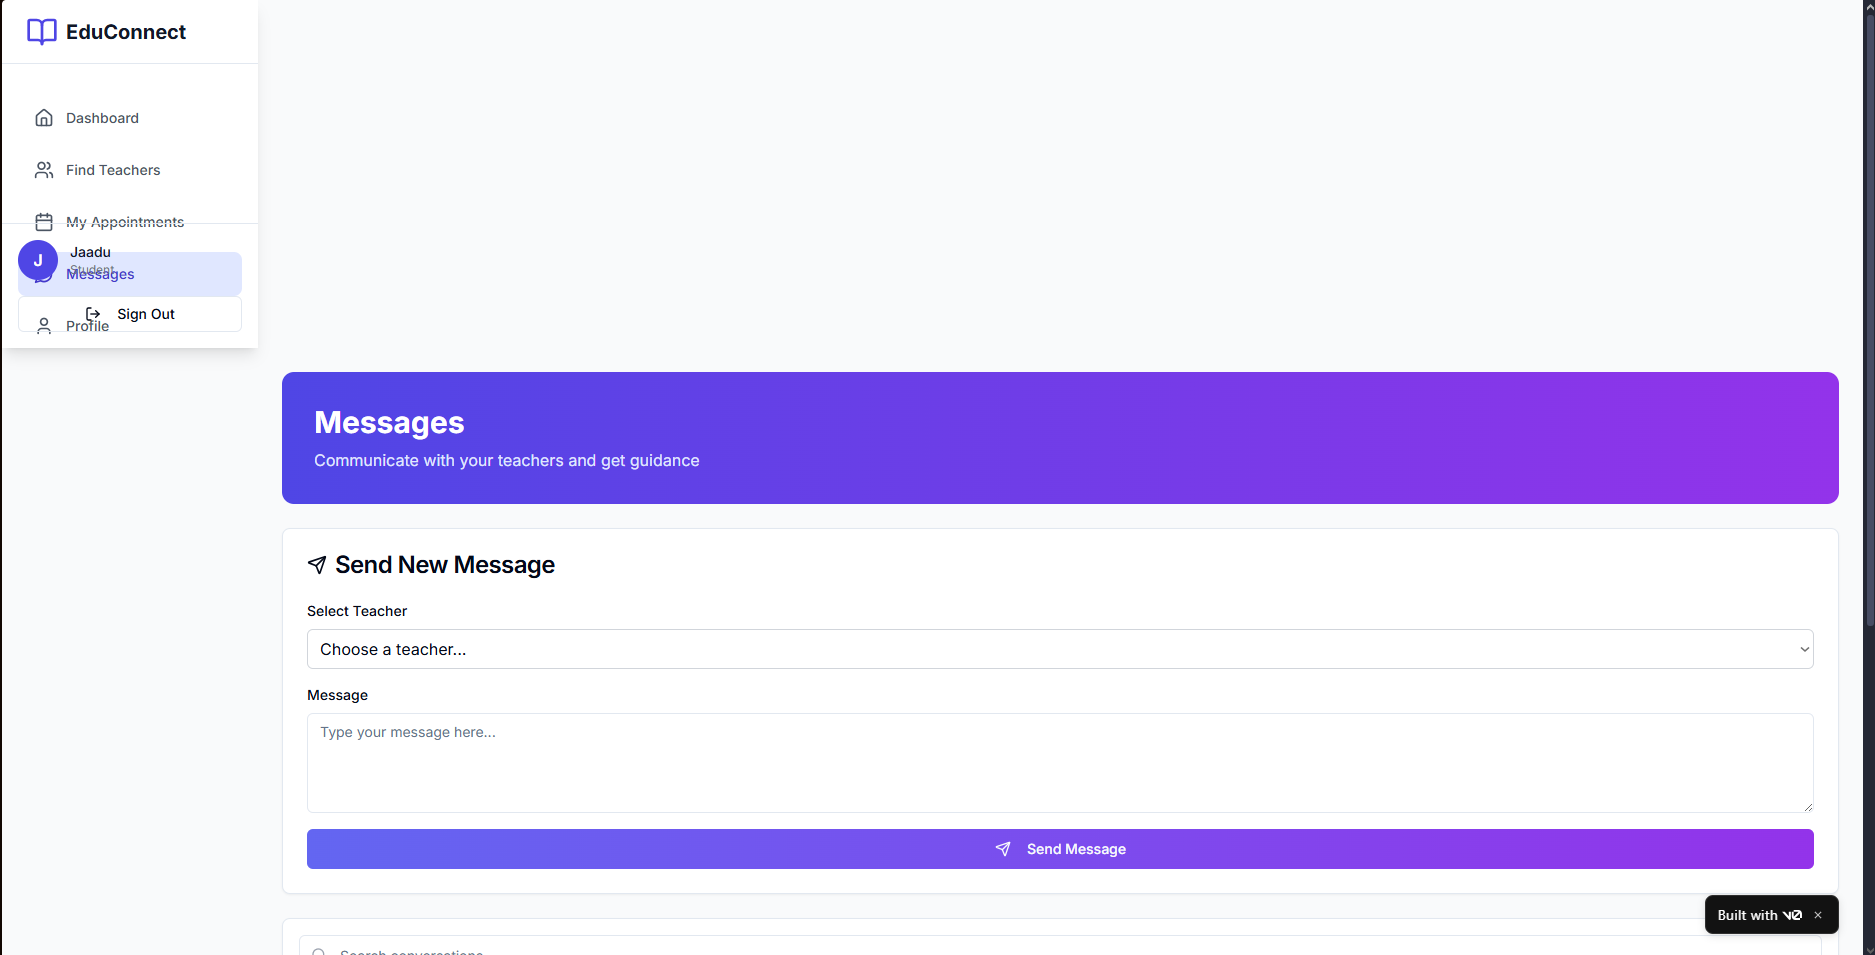 EduConnect
Dashboard
Find Teachers
My Appointments
Jaadu
Student
Messages
Sign Out
Profile
Messages
Communicate with your teachers and get guidance
Send New Message
Select Teacher
Choose a teacher...
Message
Type your message here...
Send Message
Built with v0
Search conversations...